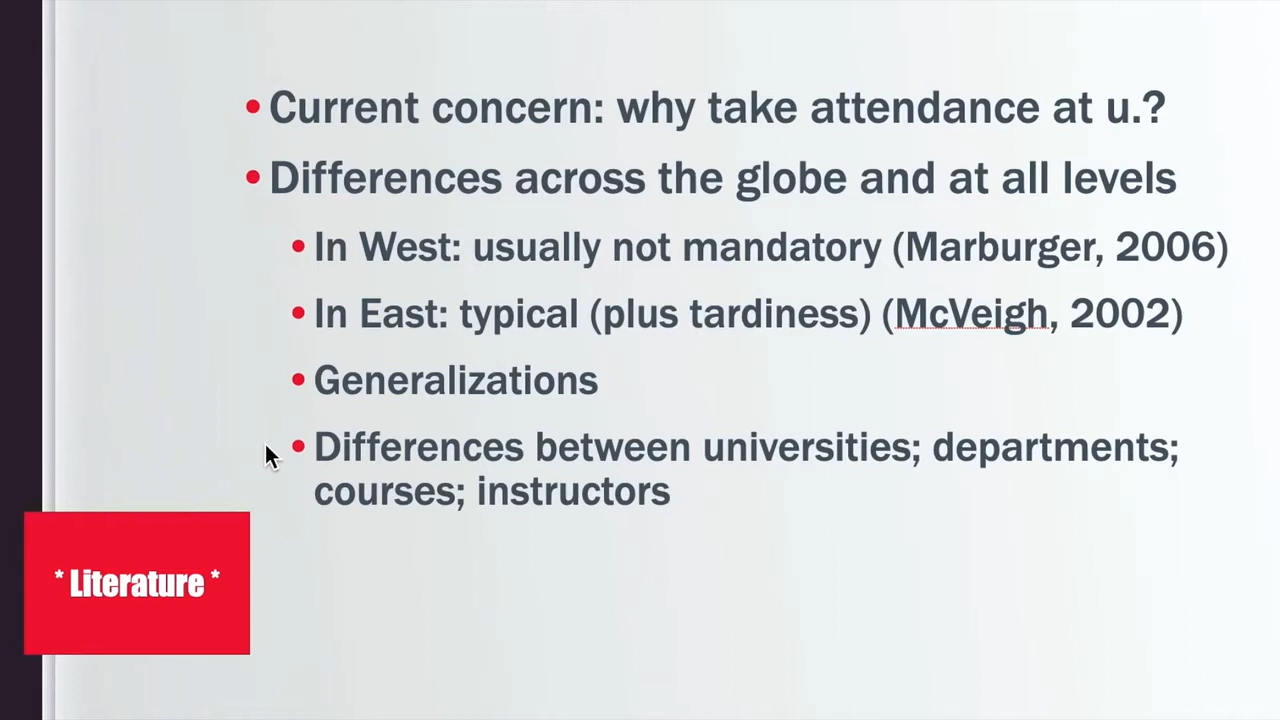 •Current concern: why take attendance at u.?
•Differences across the globe and at all levels
•In West: usually not mandatory (Marburger, 2006)
•In East: typical (plus tardiness) (McVeigh, 2002)
•Generalizations
•Differences between universities; departments;
courses; instructors
* Literature *